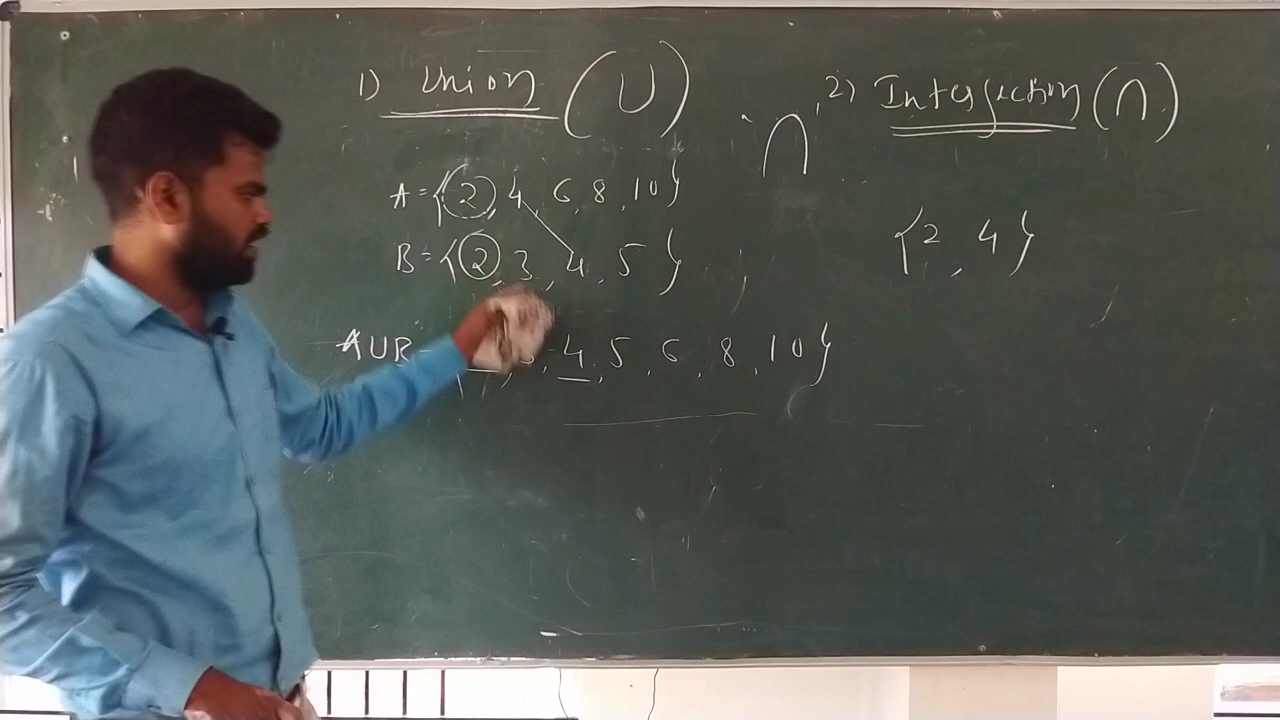 1) Union (U)
A = {2, 4, 6, 8, 10}
B = {2, 3, 4, 5}
AUB 4, 5, 6, 8, 10}
∩
2) Intersection (∩)
{2, 4}